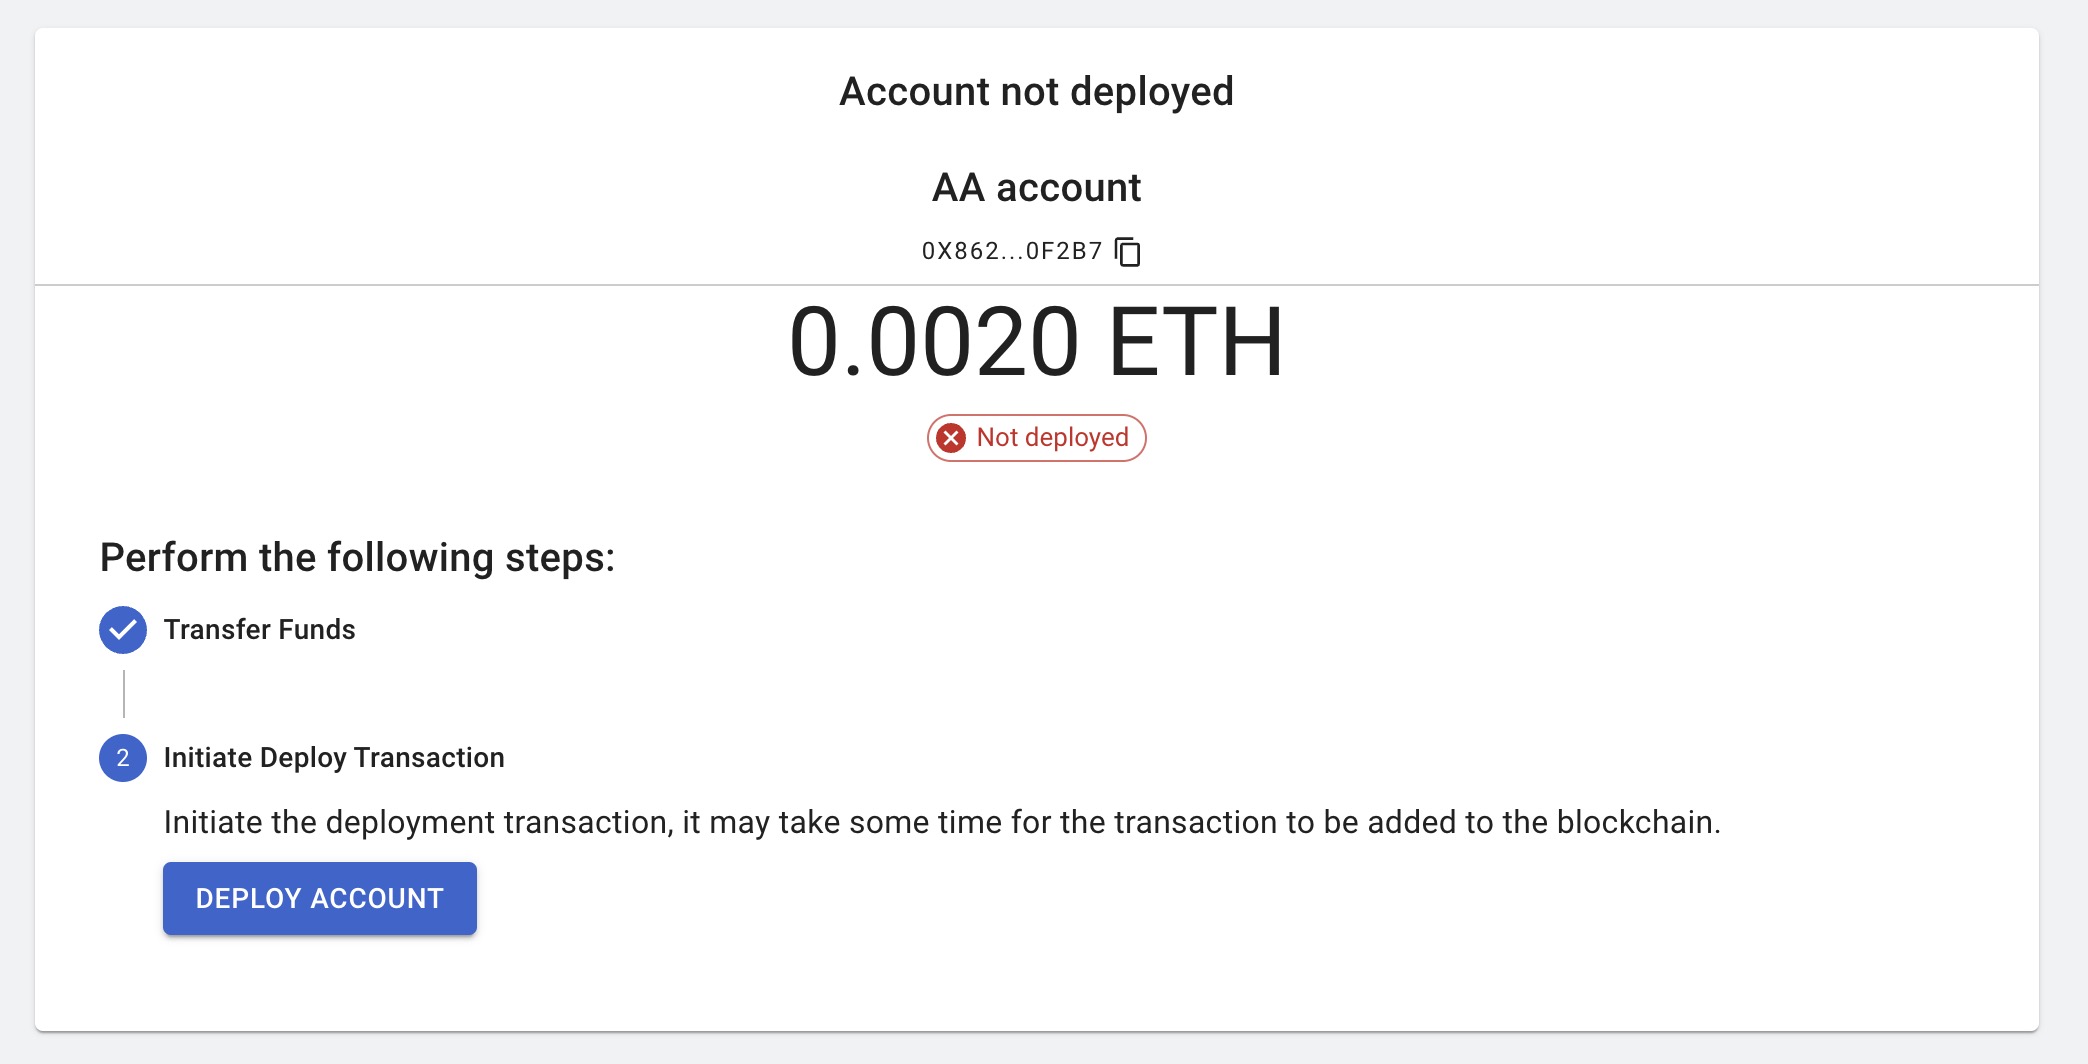 Account not deployed
AA account
0X862...0F2B7
0.0020 ETH
Not deployed
Perform the following steps:
Transfer Funds
2 Initiate Deploy Transaction
Initiate the deployment transaction, it may take some time for the transaction to be added to the blockchain.
DEPLOY ACCOUNT